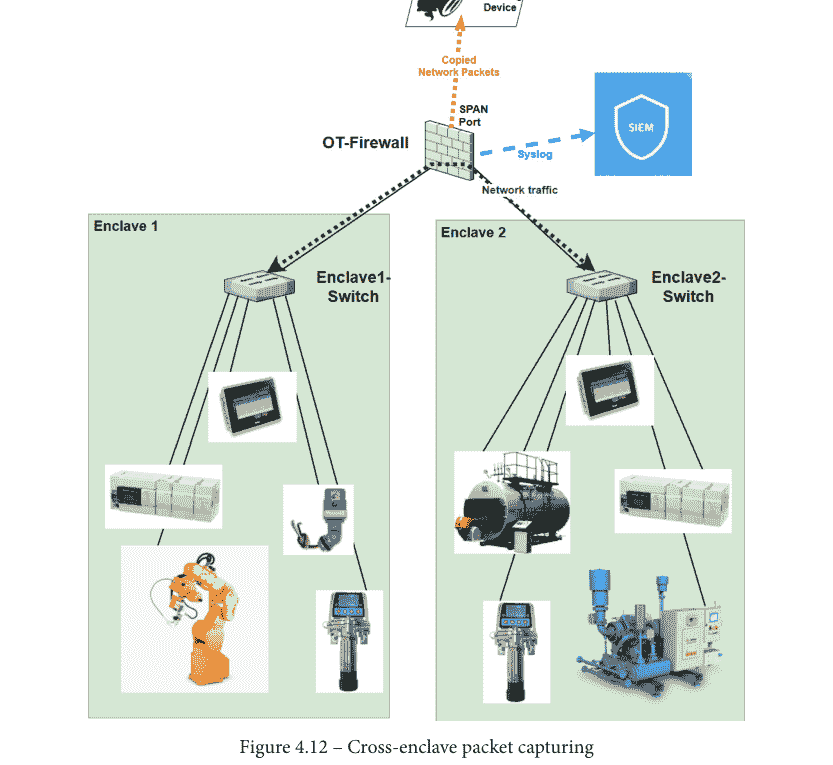 Device
Copied
Network Packets
SPAN
Port
OT-Firewall
SIEM
Syslog
Network traffic
Enclave 1
Enclave 2
Enclave1-
Switch
Enclave2-
Switch
Figure 4.12 – Cross-enclave packet capturing